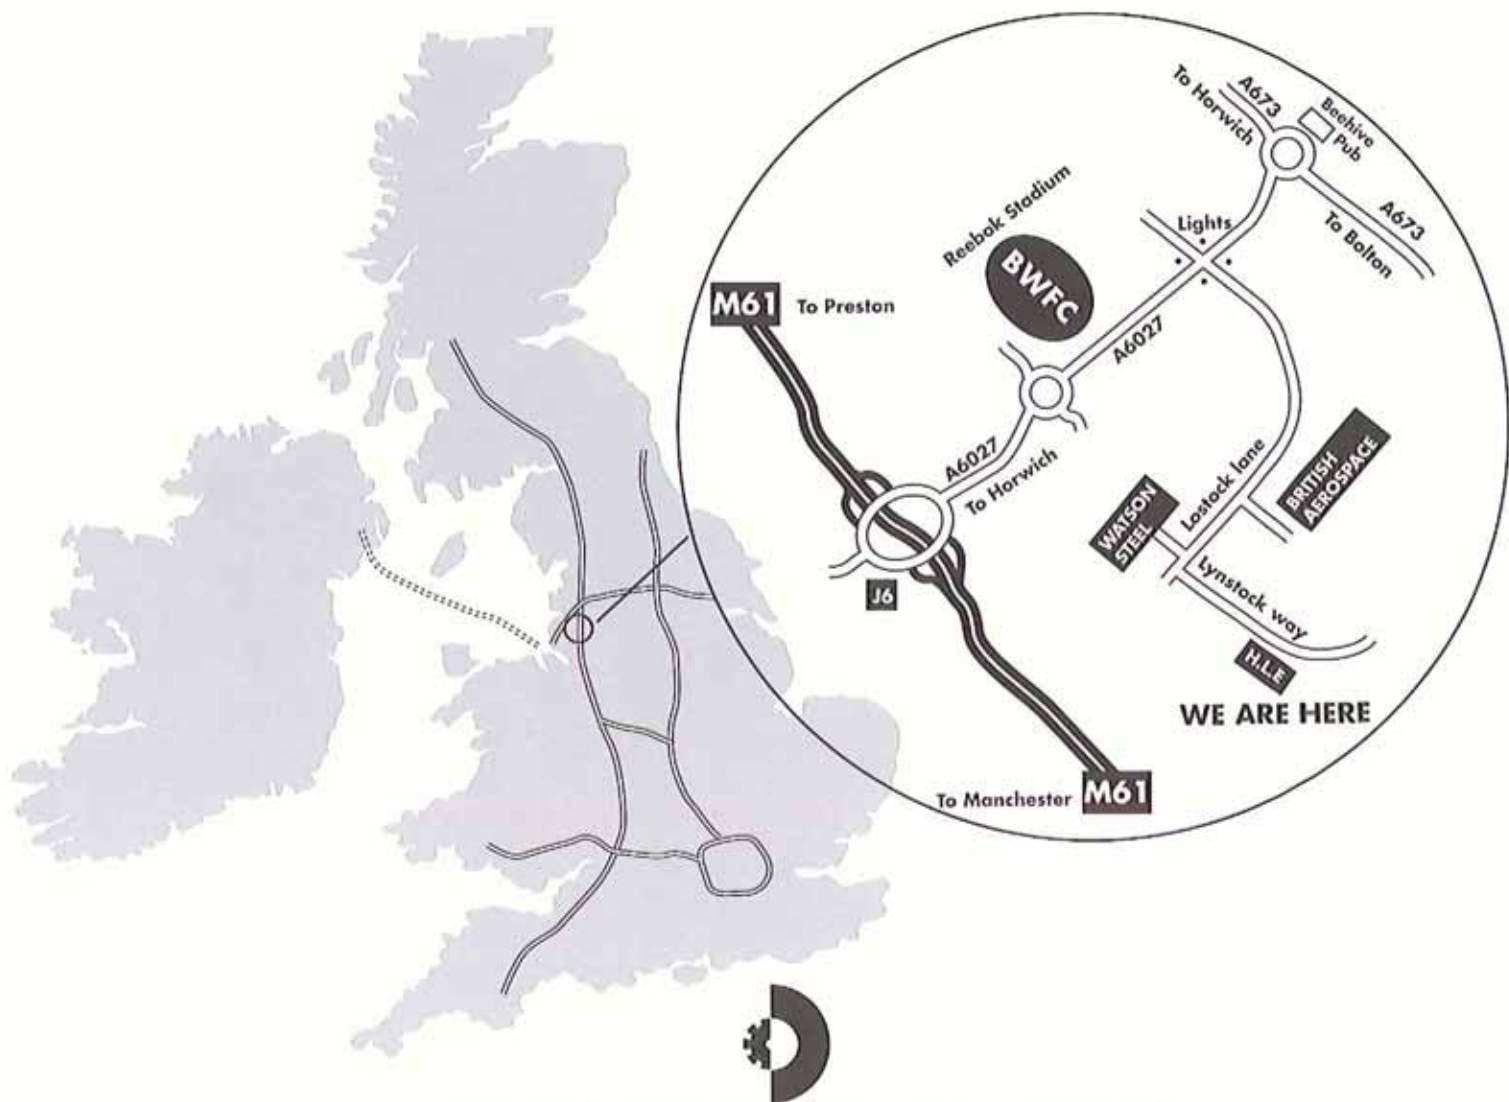 A673
To Horwich
Beehive
Pub
A673
To Bolton
Lights
Reebok Stadium
BWFC
M61
To Preston
A6027
A6027
To Horwich
J6
Lostock lane
BRITISH
AEROSPACE
WATSON
STEEL
Lynstock way
H.L.E
WE ARE HERE
To Manchester
M61